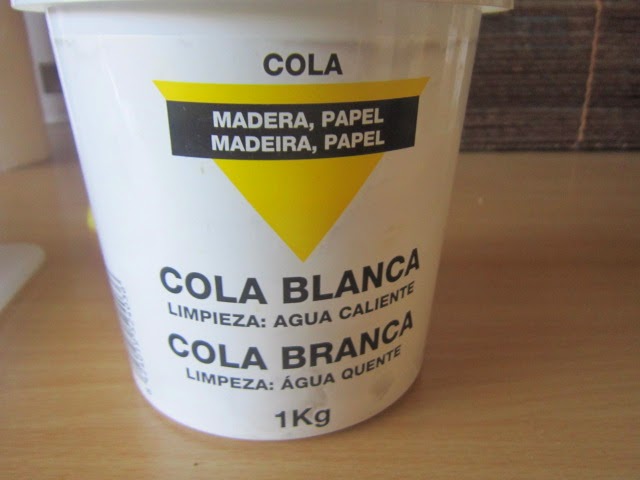 COLA
MADERA, PAPEL
MADEIRA, PAPEL
COLA BLANCA
LIMPIEZA: AGUA CALIENTE
COLA BRANCA
LIMPEZA: ÁGUA QUENTE
1Kg